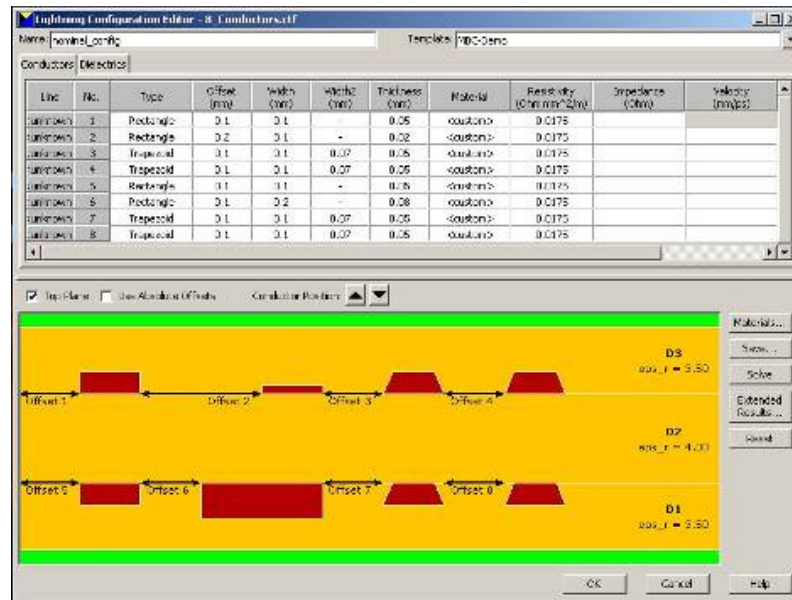 Lightning Configuration Editor - 8_Conductors.ctf
Name: nominel_config Template: MBC-Demo
Conductors Dielectrics
Line No. Type Offset (mm) Width (mm) Width2 (mm) Thickness (mm) Material Resistivity (Ohm mm^2/m) Impedance (Ohm) Velocity (mm/ps)
unknown 1 Rectangle 0.1 0.1 - 0.05 <custom> 0.0175
unknown 2 Rectangle 0.2 0.1 - 0.02 <custom> 0.0175
unknown 3 Trapezoid 0.1 0.1 0.07 0.05 <custom> 0.0175
unknown 4 Trapezoid 0.1 0.1 0.07 0.05 <custom> 0.0175
unknown 5 Rectangle 0.1 0.1 - 0.05 <custom> 0.0175
unknown 6 Rectangle 0.1 0.2 - 0.08 <custom> 0.0175
unknown 7 Trapezoid 0.1 0.1 0.07 0.05 <custom> 0.0175
unknown 8 Trapezoid 0.1 0.1 0.07 0.05 <custom> 0.0175
Top Plane Use Absolute Offsets Conductor Position:
Materials...
Save...
Solve
Extended Results...
Reset
D3
eps_r = 3.50
Offset 1 Offset 2 Offset 3 Offset 4
D2
eps_r = 4.00
Offset 5 Offset 6 Offset 7 Offset 8
D1
eps_r = 3.50
OK Cancel Help